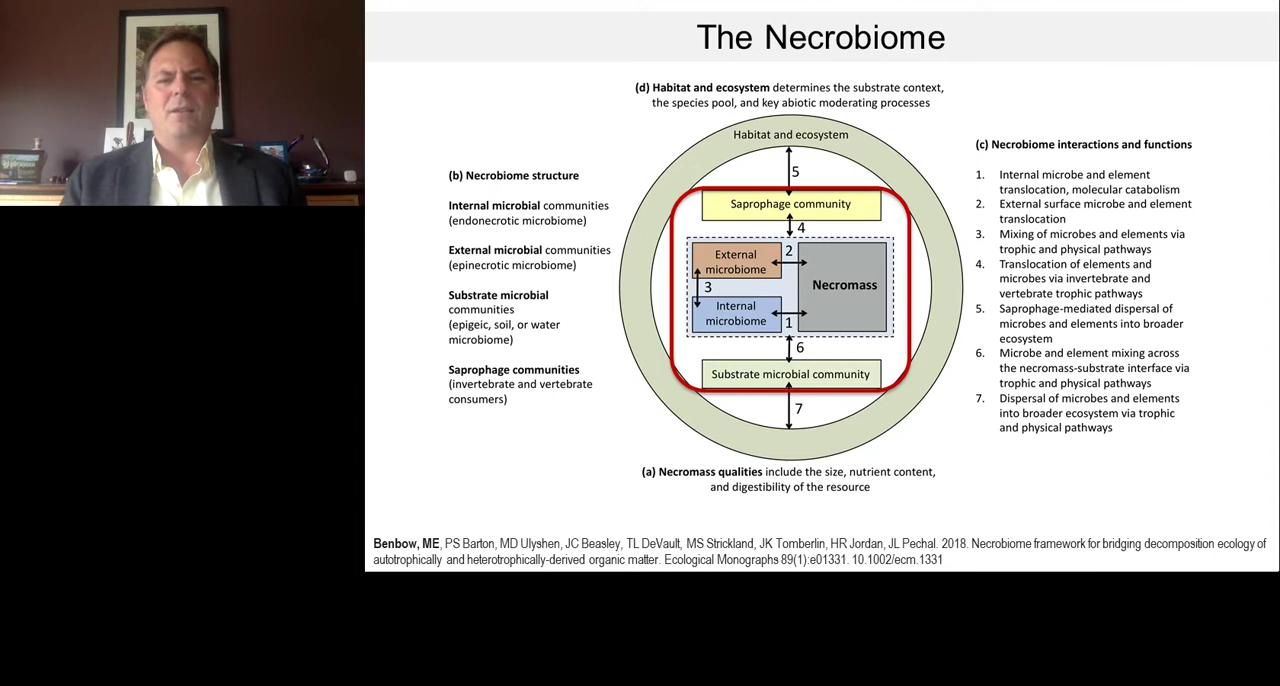 The Necrobiome
(d) Habitat and ecosystem determines the substrate context,
the species pool, and key abiotic moderating processes
Habitat and ecosystem
5
Saprophage community
4
External
microbiome
2
3
Internal
microbiome
1
Necromass
6
Substrate microbial community
7
(a) Necromass qualities include the size, nutrient content,
and digestibility of the resource
(b) Necrobiome structure
Internal microbial communities
(endonecrotic microbiome)
External microbial communities
(epinecrotic microbiome)
Substrate microbial
communities
(epigeic, soil, or water
microbiome)
Saprophage communities
(invertebrate and vertebrate
consumers)
(c) Necrobiome interactions and functions
1. Internal microbe and element
translocation, molecular catabolism
2. External surface microbe and element
translocation
3. Mixing of microbes and elements via
trophic and physical pathways
4. Translocation of elements and
microbes via invertebrate and
vertebrate trophic pathways
5. Saprophage-mediated dispersal of
microbes and elements into broader
ecosystem
6. Microbe and element mixing across
the necromass-substrate interface via
trophic and physical pathways
7. Dispersal of microbes and elements
into broader ecosystem via trophic
and physical pathways
Benbow, ME, PS Barton, MD Ulyshen, JC Beasley, TL DeVault, MS Strickland, JK Tomberlin, HR Jordan, JL Pechal. 2018. Necrobiome framework for bridging decomposition ecology of
autotrophically and heterotrophically-derived organic matter. Ecological Monographs 89(1):e01331. 10.1002/ecm.1331